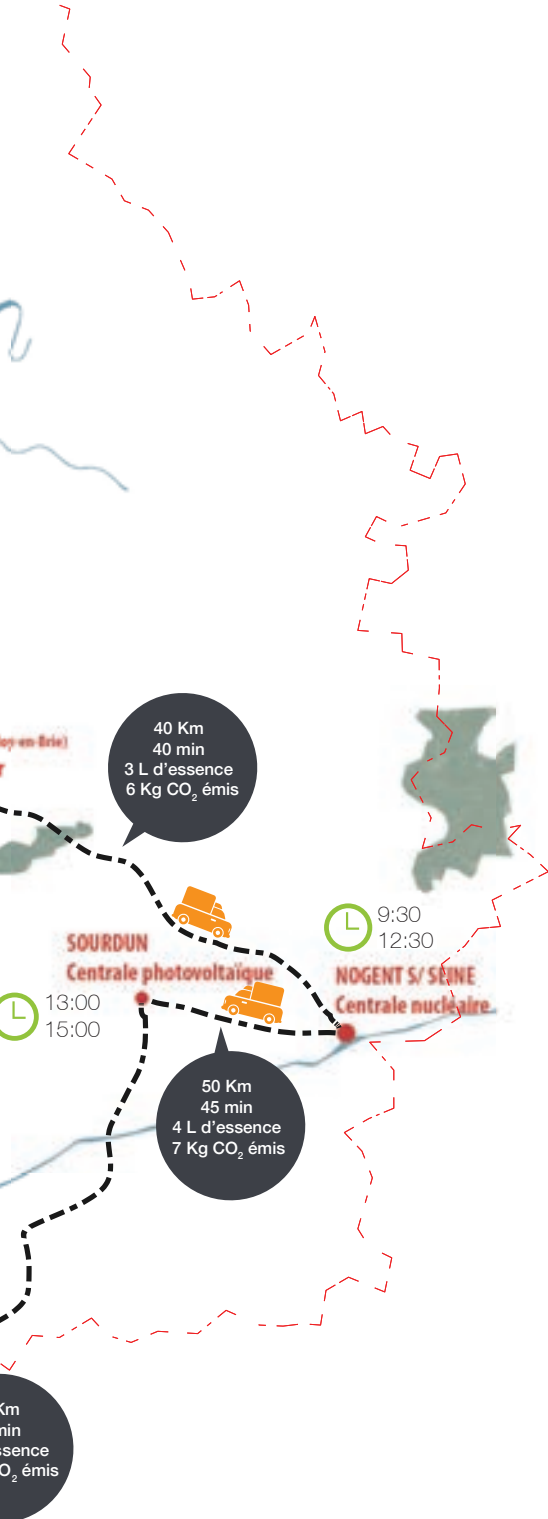 40 Km
40 min
3 L d’essence
6 Kg CO₂ émis
9:30
12:30
SOURDUN
Centrale photovoltaïque
NOGENT S/ SEINE
Centrale nucléaire
13:00
15:00
50 Km
45 min
4 L d’essence
7 Kg CO₂ émis
émis